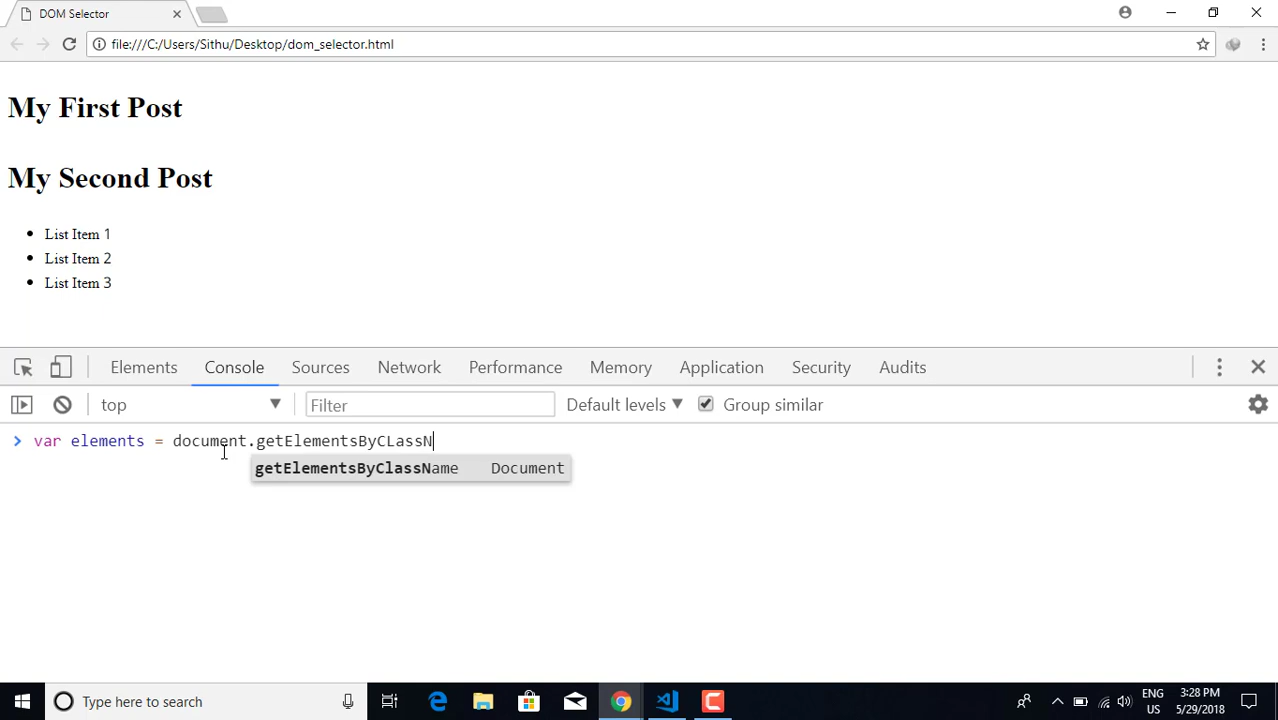 DOM Selector
file:///C:/Users/Sithu/Desktop/dom_selector.html
My First Post
My Second Post
List Item 1
List Item 2
List Item 3
Elements Console Sources Network Performance Memory Application Security Audits
top Filter Default levels Group similar
var elements = document.getElementsByCLassN
getElementsByClassName Document
Type here to search
ENG
US
3:28 PM
5/29/2018